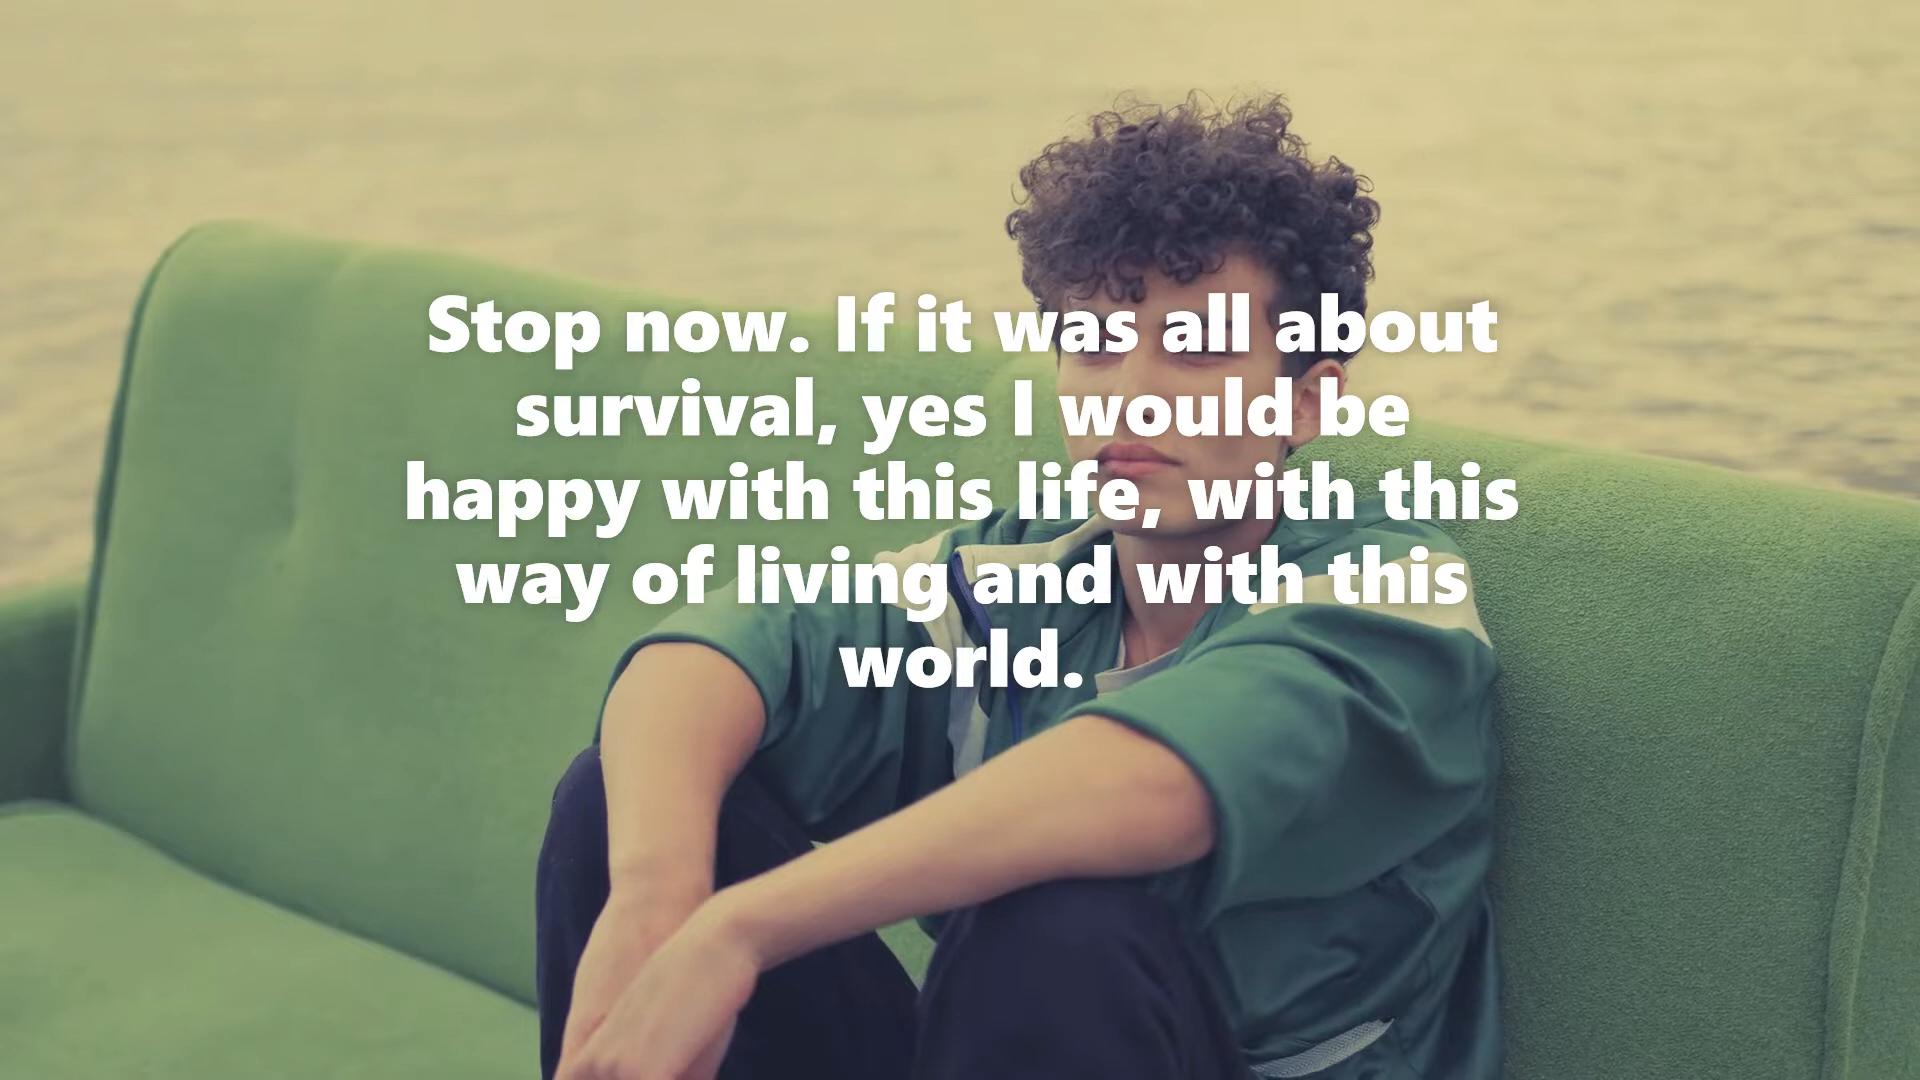 Stop now. If it was all about
survival, yes I would be
happy with this life, with this
way of living and with this
world.